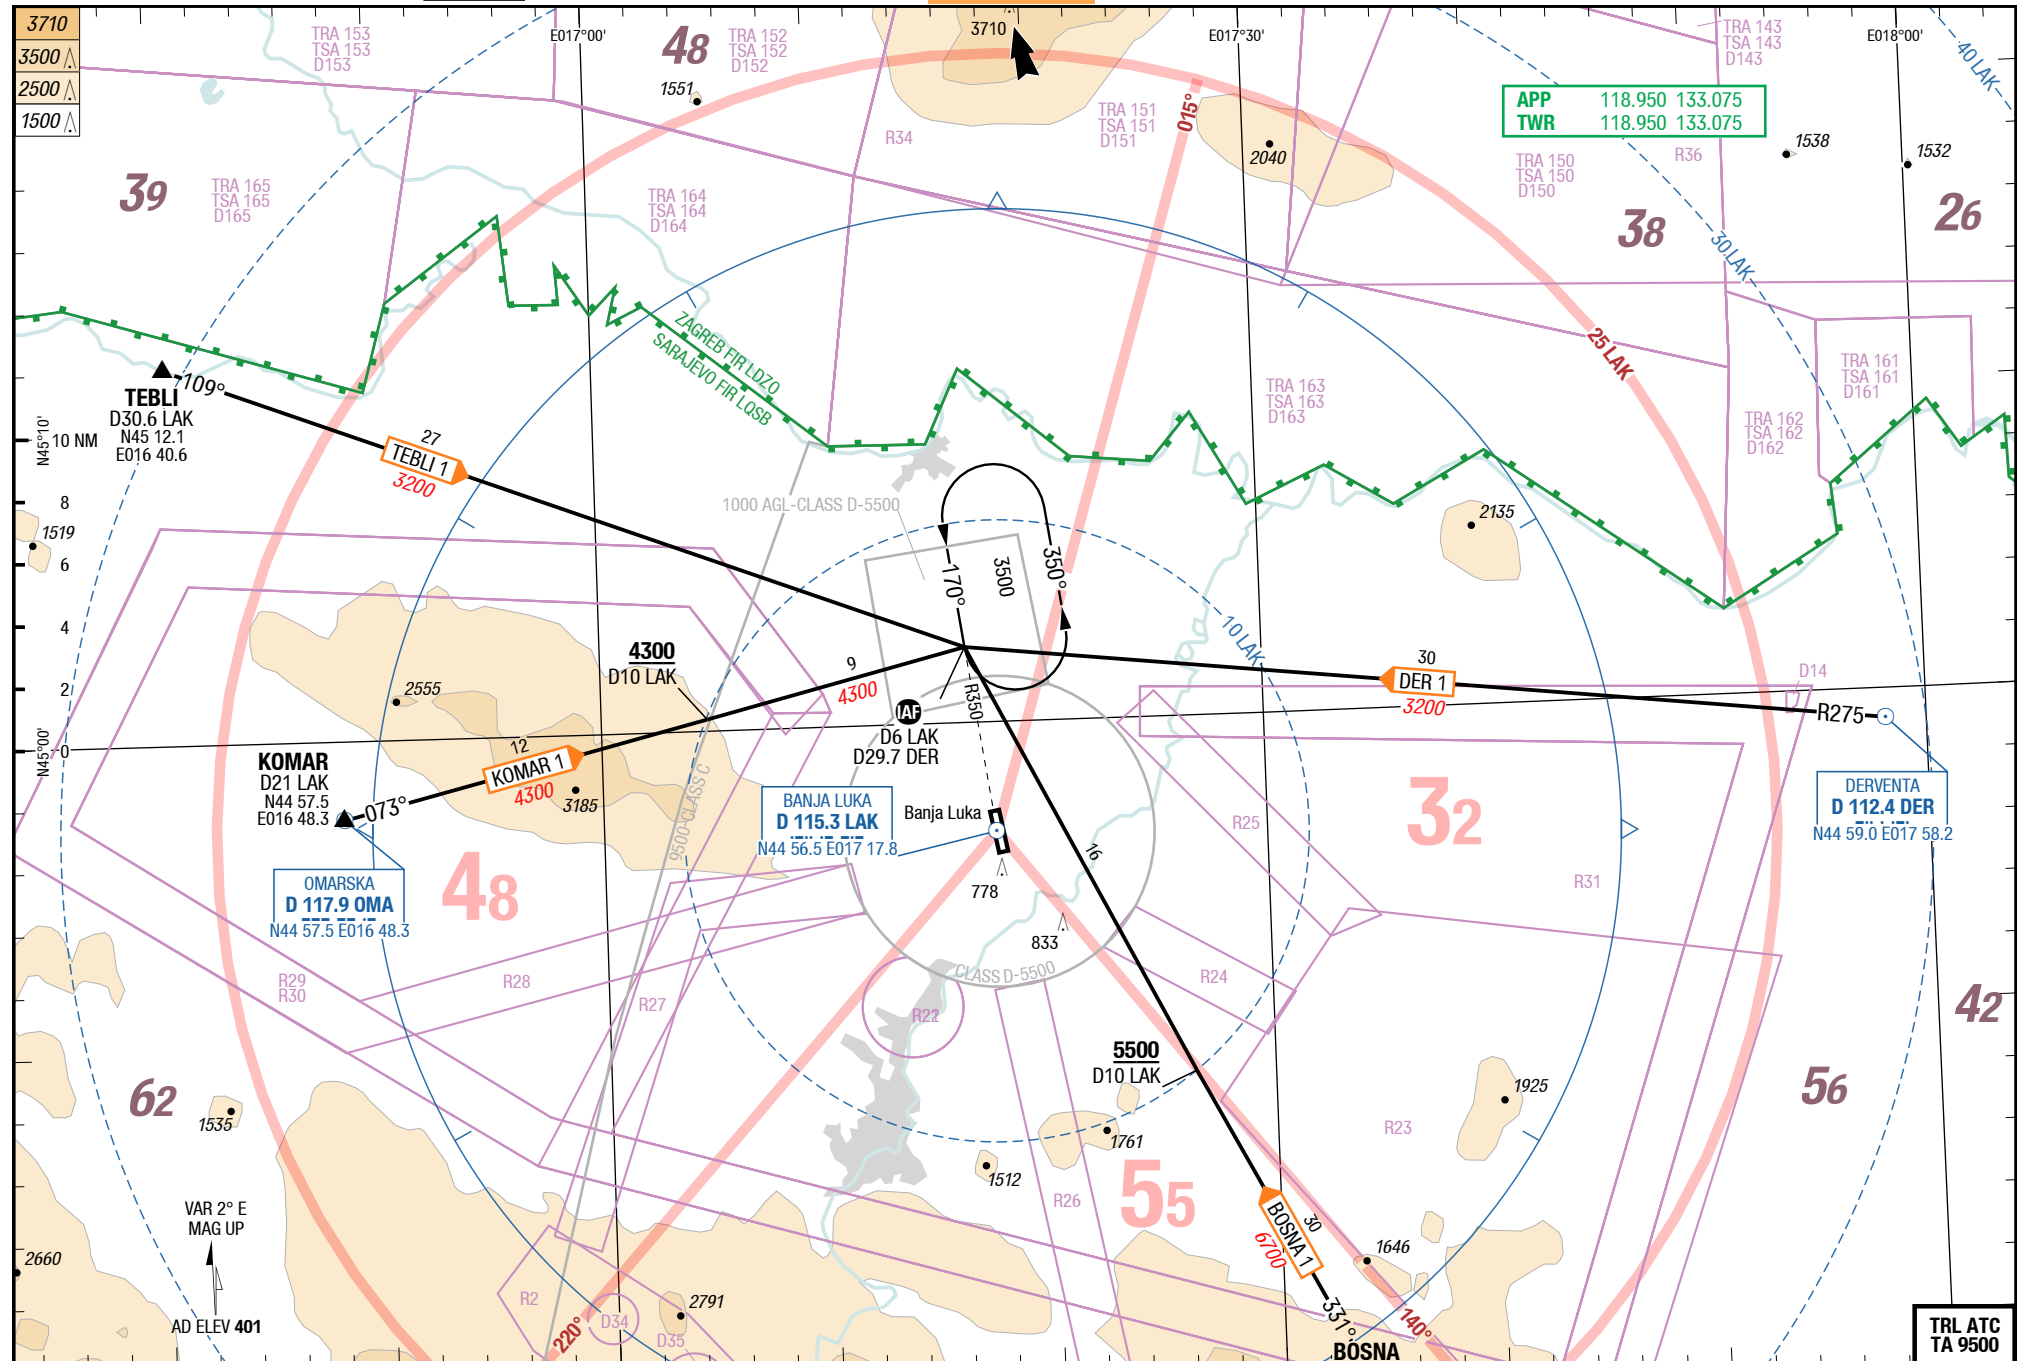 3710
3500
2500
1500
TRA 153
TSA 153
D153
E017°00'
48
TRA 152
TSA 152
D152
1551
3710
E017°30'
TRA 143
TSA 143
D143
E018°00'
40 LAK
APP 118.950 133.075
TWR 118.950 133.075
TRA 151
TSA 151
D151
015°
R34
2040
TRA 150
TSA 150
D150
R36
1538
1532
39
TRA 165
TSA 165
D165
TRA 164
TSA 164
D164
38
26
30 LAK
ZAGREB FIR LDZO
SARAJEVO FIR LQSB
25 LAK
TRA 161
TSA 161
D161
TRA 163
TSA 163
D163
TRA 162
TSA 162
D162
109°
TEBLI
D30.6 LAK
N45 12.1
E016 40.6
27
TEBLI 1
3200
N45°10'
10 NM
8
6
4
2
0
N45°00'
1519
1000 AGL-CLASS D-5500
2135
170°
3500
350°
10 LAK
4300
D10 LAK
9
4300
2555
R350
IAF
D6 LAK
D29.7 DER
30
DER 1
3200
D14
R275
KOMAR
D21 LAK
N44 57.5
E016 48.3
073°
12
KOMAR 1
4300
3185
9500-CLASS C
BANJA LUKA
D 115.3 LAK
N44 56.5 E017 17.8
Banja Luka
778
16
R25
32
DERVENTA
D 112.4 DER
N44 59.0 E017 58.2
OMARSKA
D 117.9 OMA
N44 57.5 E016 48.3
48
R31
833
CLASS D-5500
R29
R30
R28
R27
R24
42
5500
D10 LAK
62
1535
1761
1512
1925
56
R23
55
R26
VAR 2° E
MAG UP
2660
AD ELEV 401
R2
D34
D35
2791
220°
30
BOSNA 1
6700
1646
331°
BOSNA
140°
TRL ATC
TA 9500